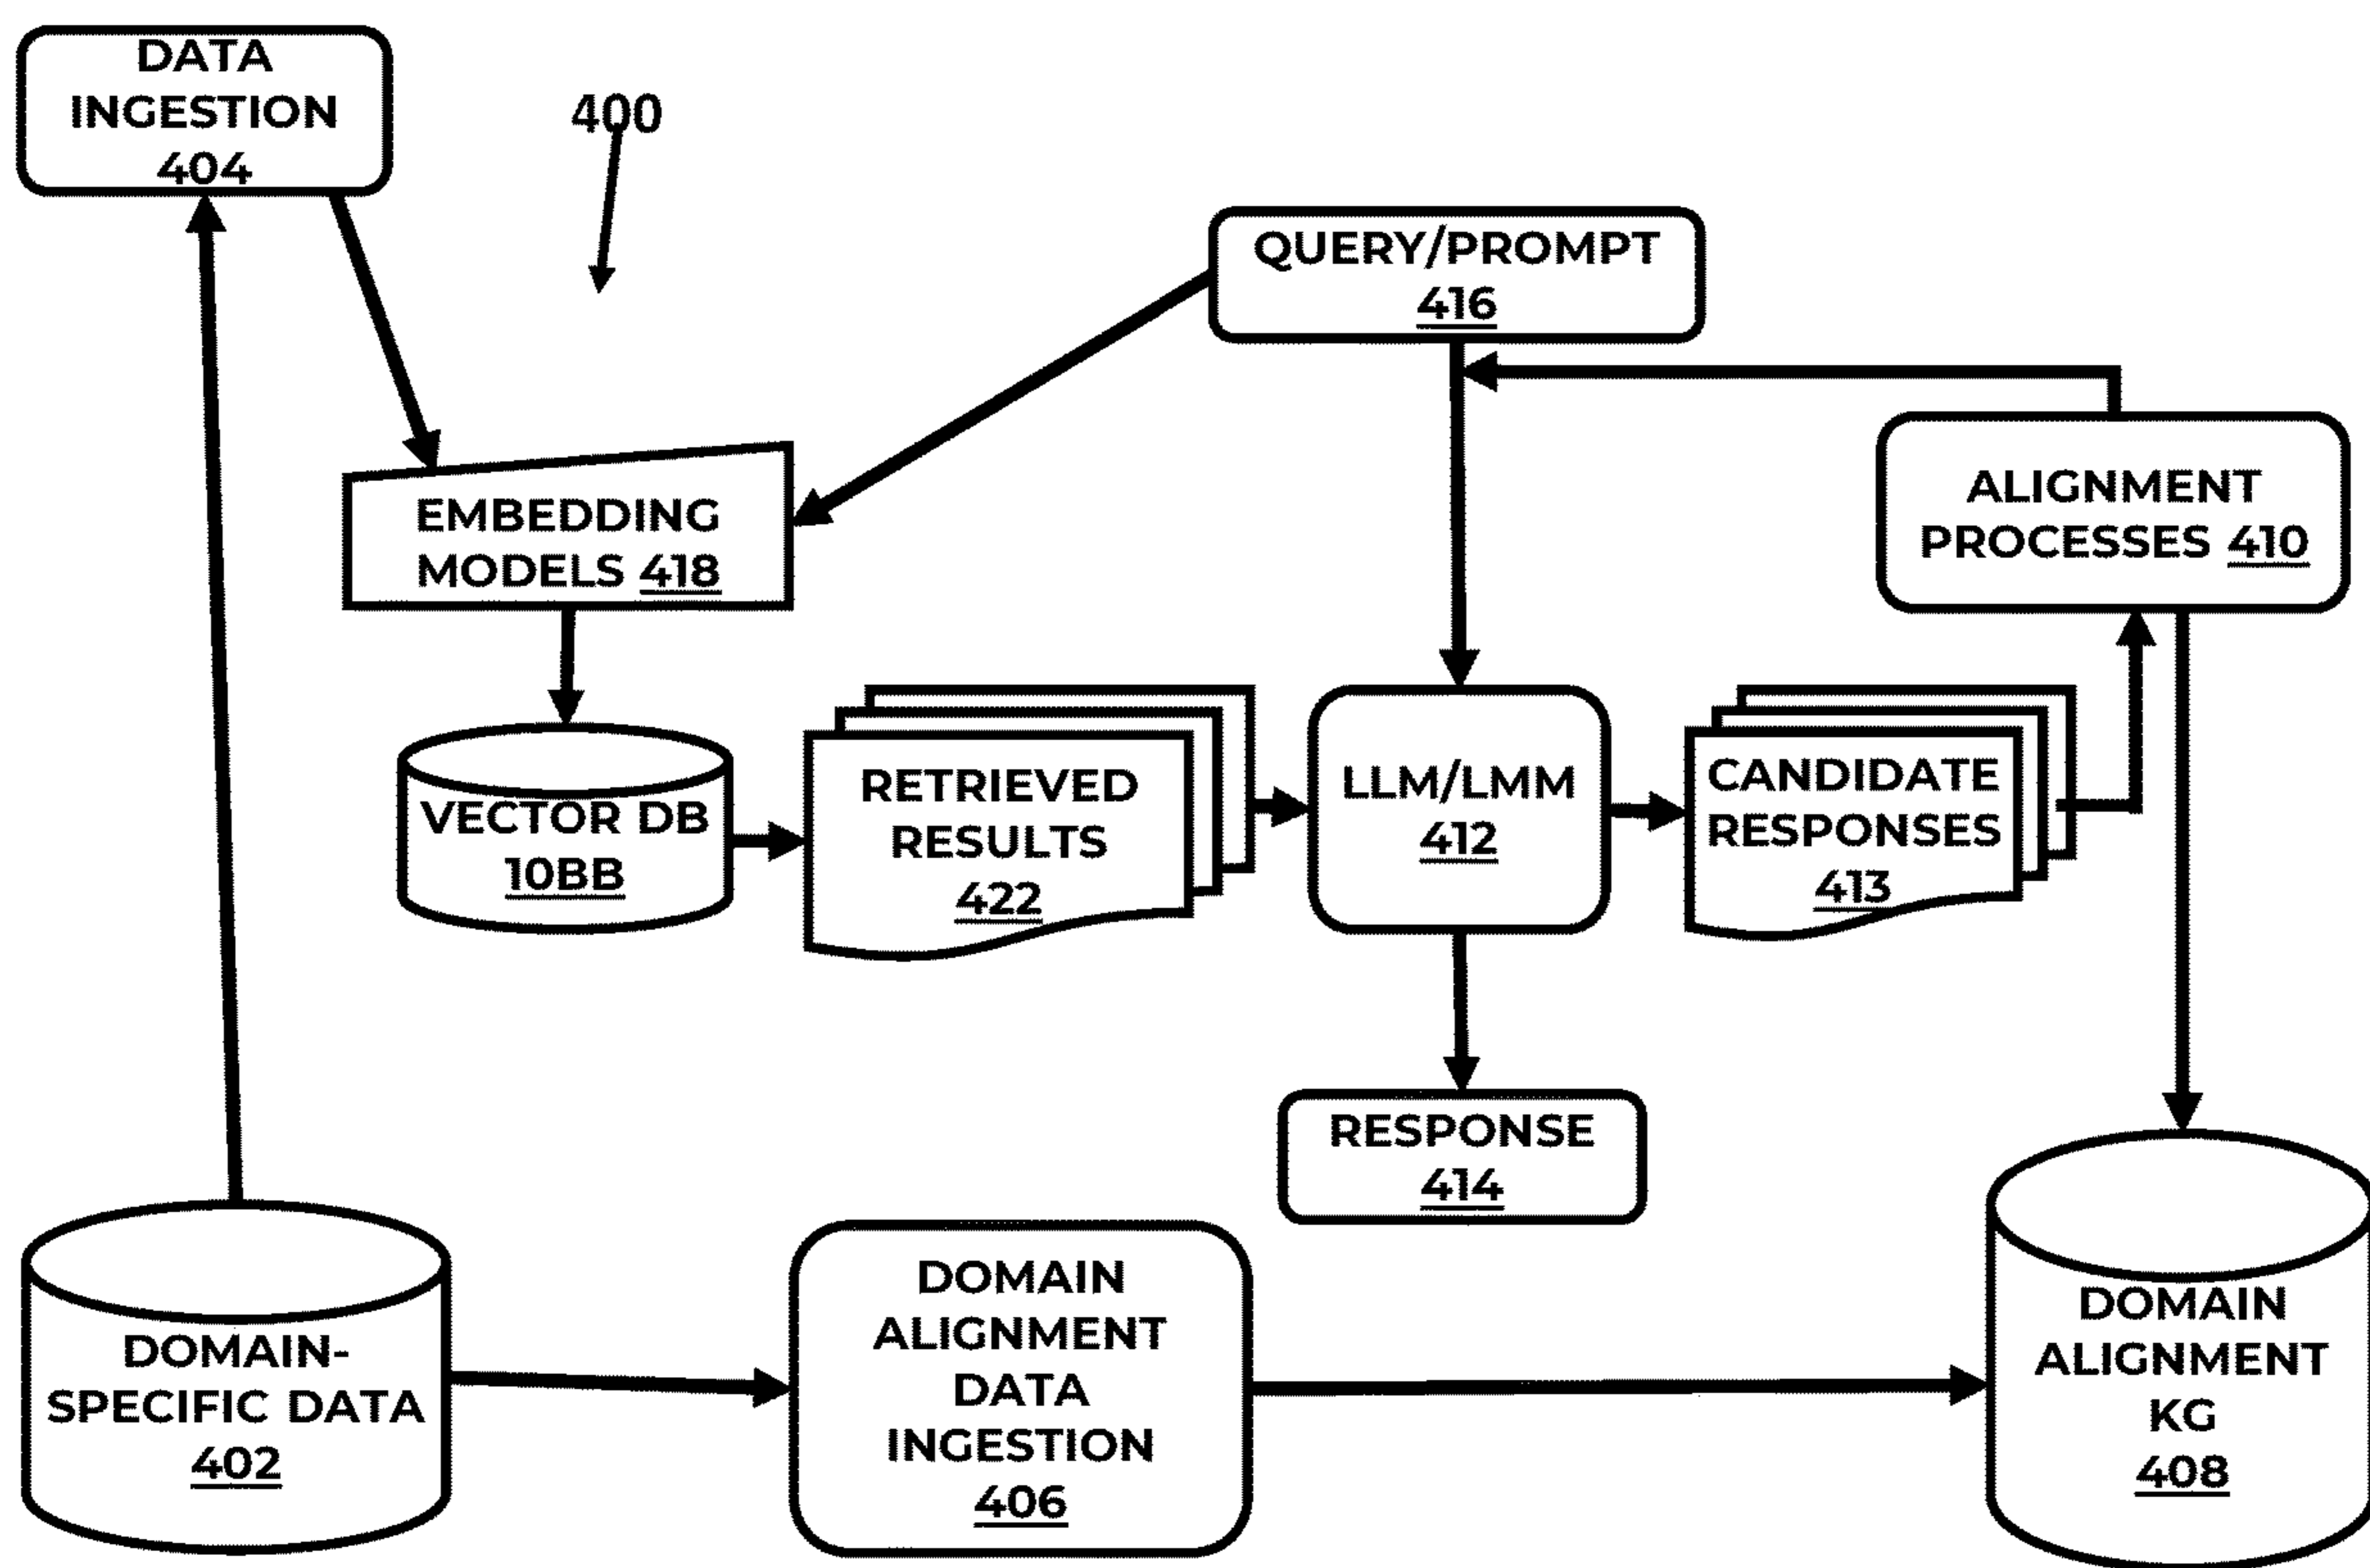 DATA
INGESTION
404
400
QUERY/PROMPT
416
ALIGNMENT
PROCESSES 410
EMBEDDING
MODELS 418
VECTOR DB
10BB
RETRIEVED
RESULTS
422
LLM/LMM
412
CANDIDATE
RESPONSES
413
RESPONSE
414
DOMAIN-
SPECIFIC DATA
402
DOMAIN
ALIGNMENT
DATA
INGESTION
406
DOMAIN
ALIGNMENT
KG
408